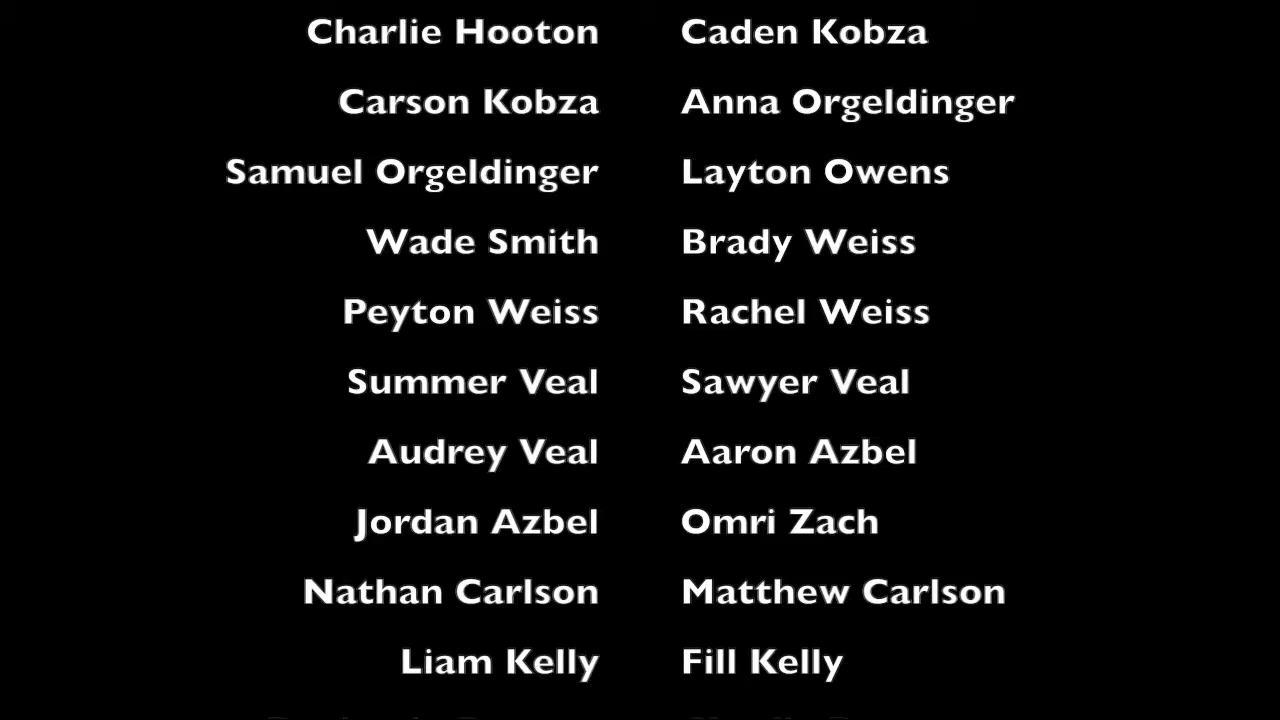 Charlie Hooton Caden Kobza
Carson Kobza Anna Orgeldinger
Samuel Orgeldinger Layton Owens
Wade Smith Brady Weiss
Peyton Weiss Rachel Weiss
Summer Veal Sawyer Veal
Audrey Veal Aaron Azbel
Jordan Azbel Omri Zach
Nathan Carlson Matthew Carlson
Liam Kelly Fill Kelly